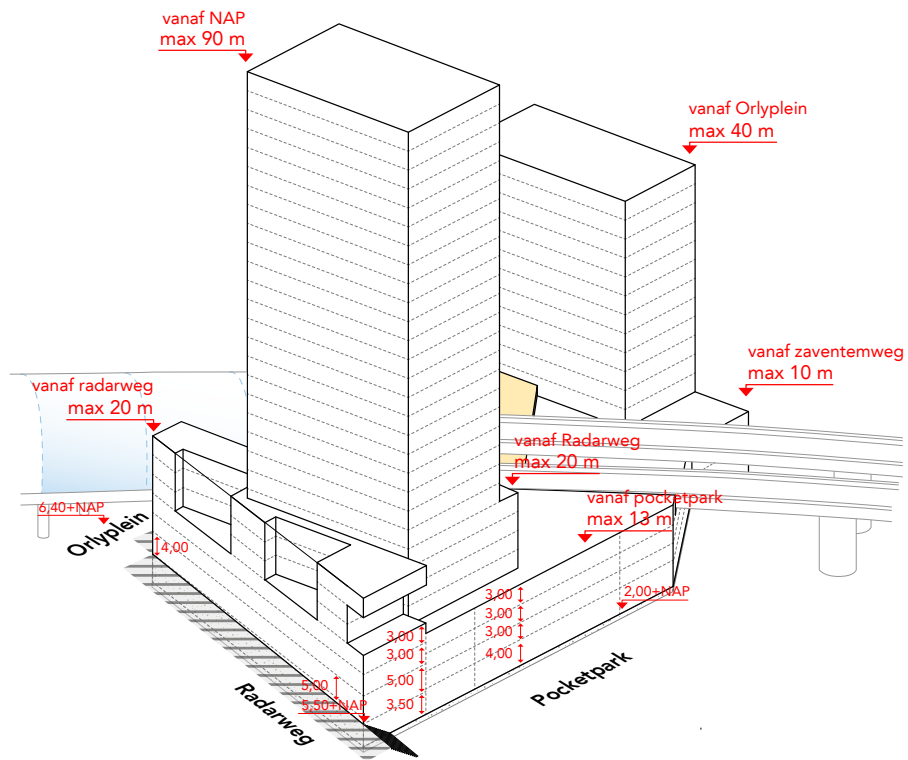 vanaf NAP
max 90 m
vanaf Orlyplein
max 40 m
vanaf zaventemweg
max 10 m
vanaf radarweg
max 20 m
vanaf Radarweg
max 20 m
vanaf pocketpark
max 13 m
6,40+NAP
Orlyplein
4,00
2,00+NAP
3,00
3,00
3,00
4,00
3,00
3,00
5,00
3,50
5,00
5,50+NAP
Radarweg
Pocketpark